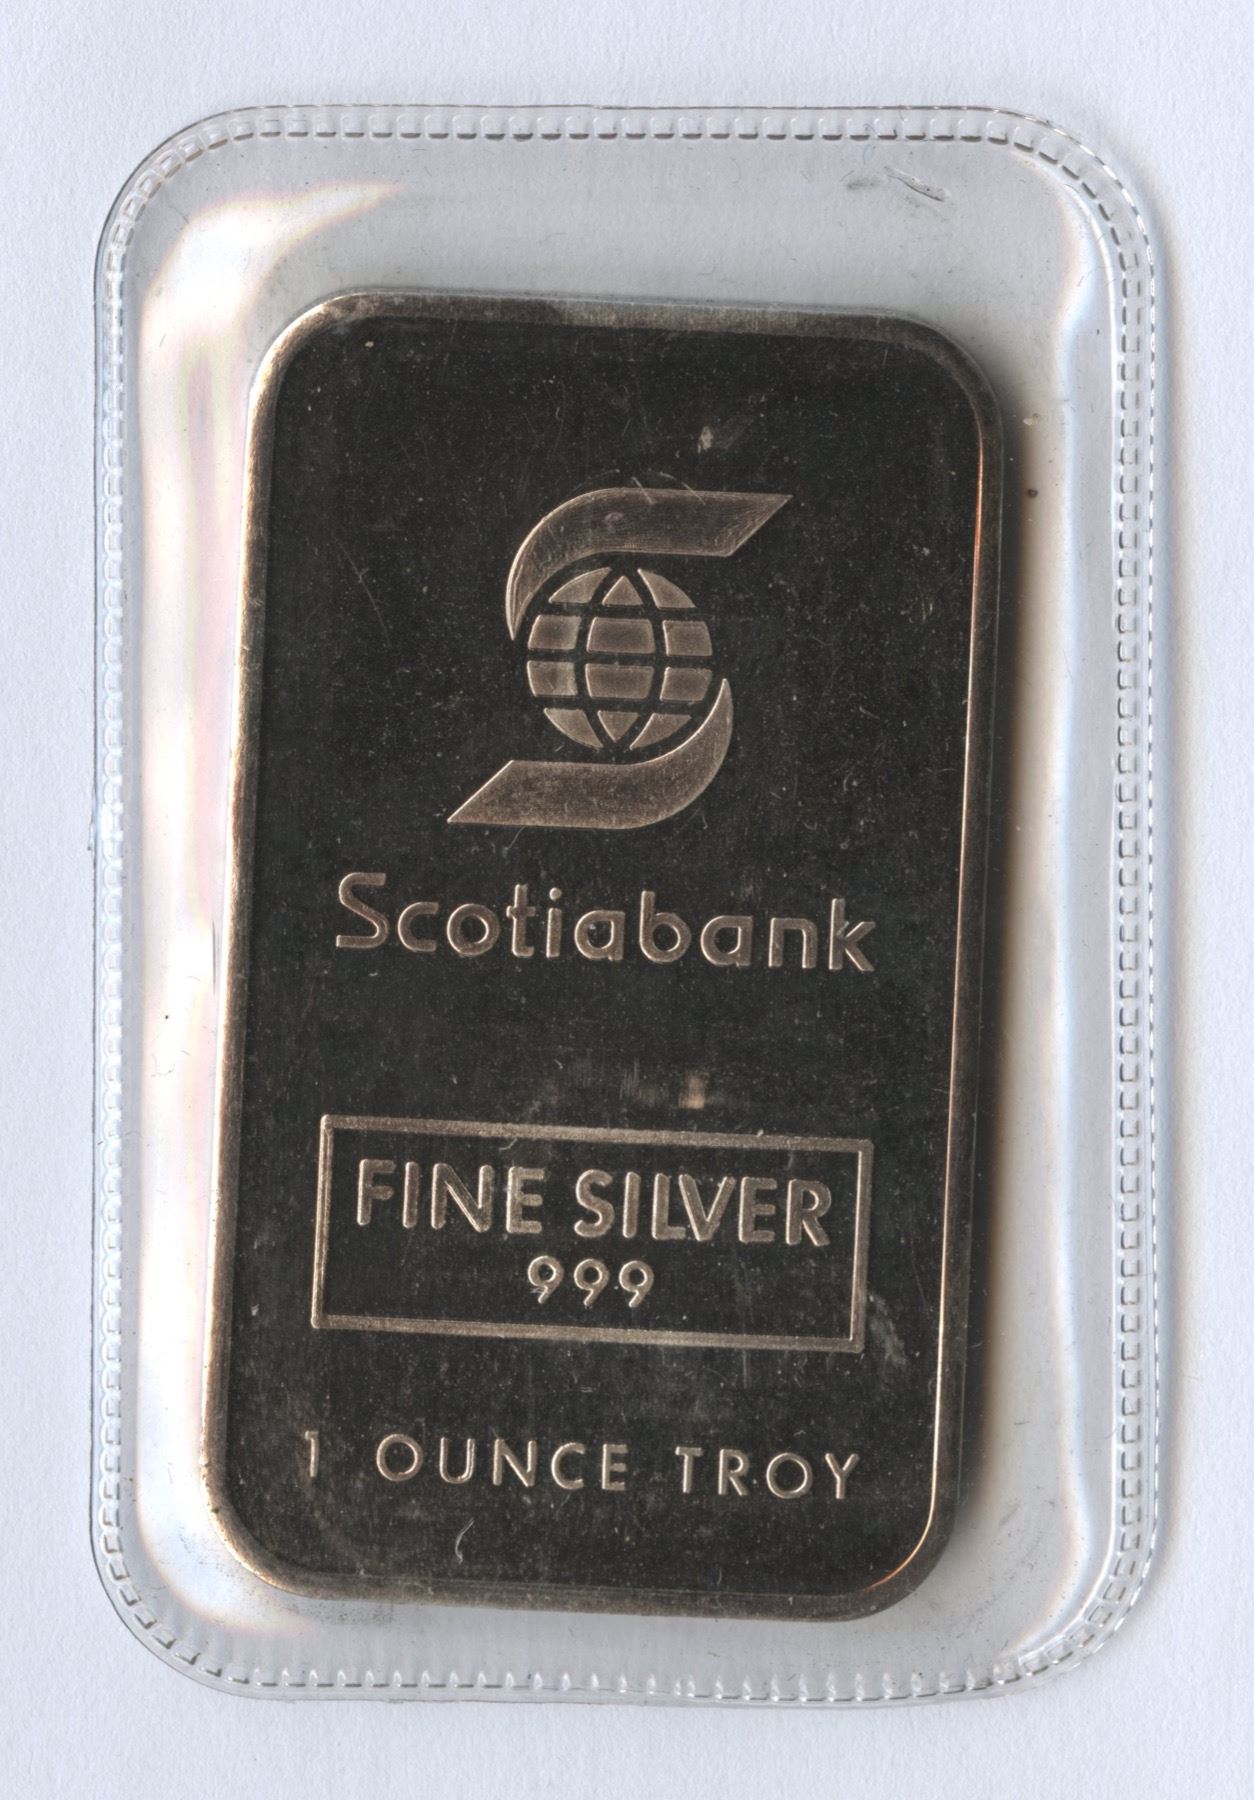 Scotiabank
FINE SILVER
999
1 OUNCE TROY